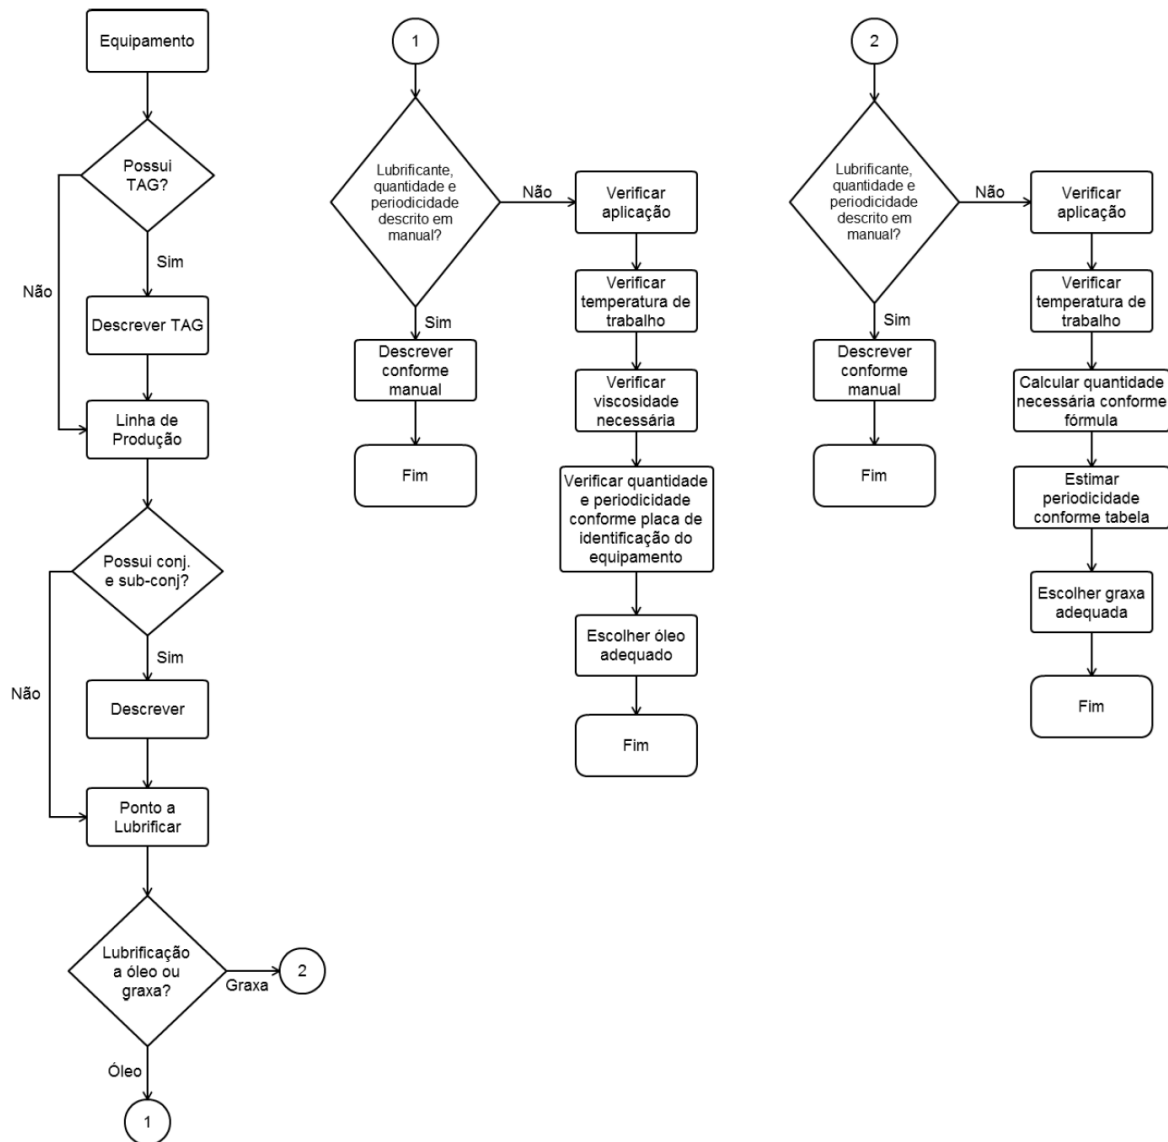 Equipamento
Possui
TAG?
Não
Sim
Descrever TAG
Linha de
Produção
Possui conj.
e sub-conj?
Sim
Não
Descrever
Ponto a
Lubrificar
Lubrificação
a óleo ou
graxa?
Graxa
2
Óleo
1
1
Lubrificante,
quantidade e
periodicidade
descrito em
manual?
Não
Sim
Descrever
conforme
manual
Fim
Verificar
aplicação
Verificar
temperatura de
trabalho
Verificar
viscosidade
necessária
Verificar quantidade
e periodicidade
conforme placa de
identificação do
equipamento
Escolher óleo
adequado
Fim
2
Lubrificante,
quantidade e
periodicidade
descrito em
manual?
Não
Sim
Descrever
conforme
manual
Fim
Verificar
aplicação
Verificar
temperatura de
trabalho
Calcular quantidade
necessária conforme
fórmula
Estimar
periodicidade
conforme tabela
Escolher graxa
adequada
Fim